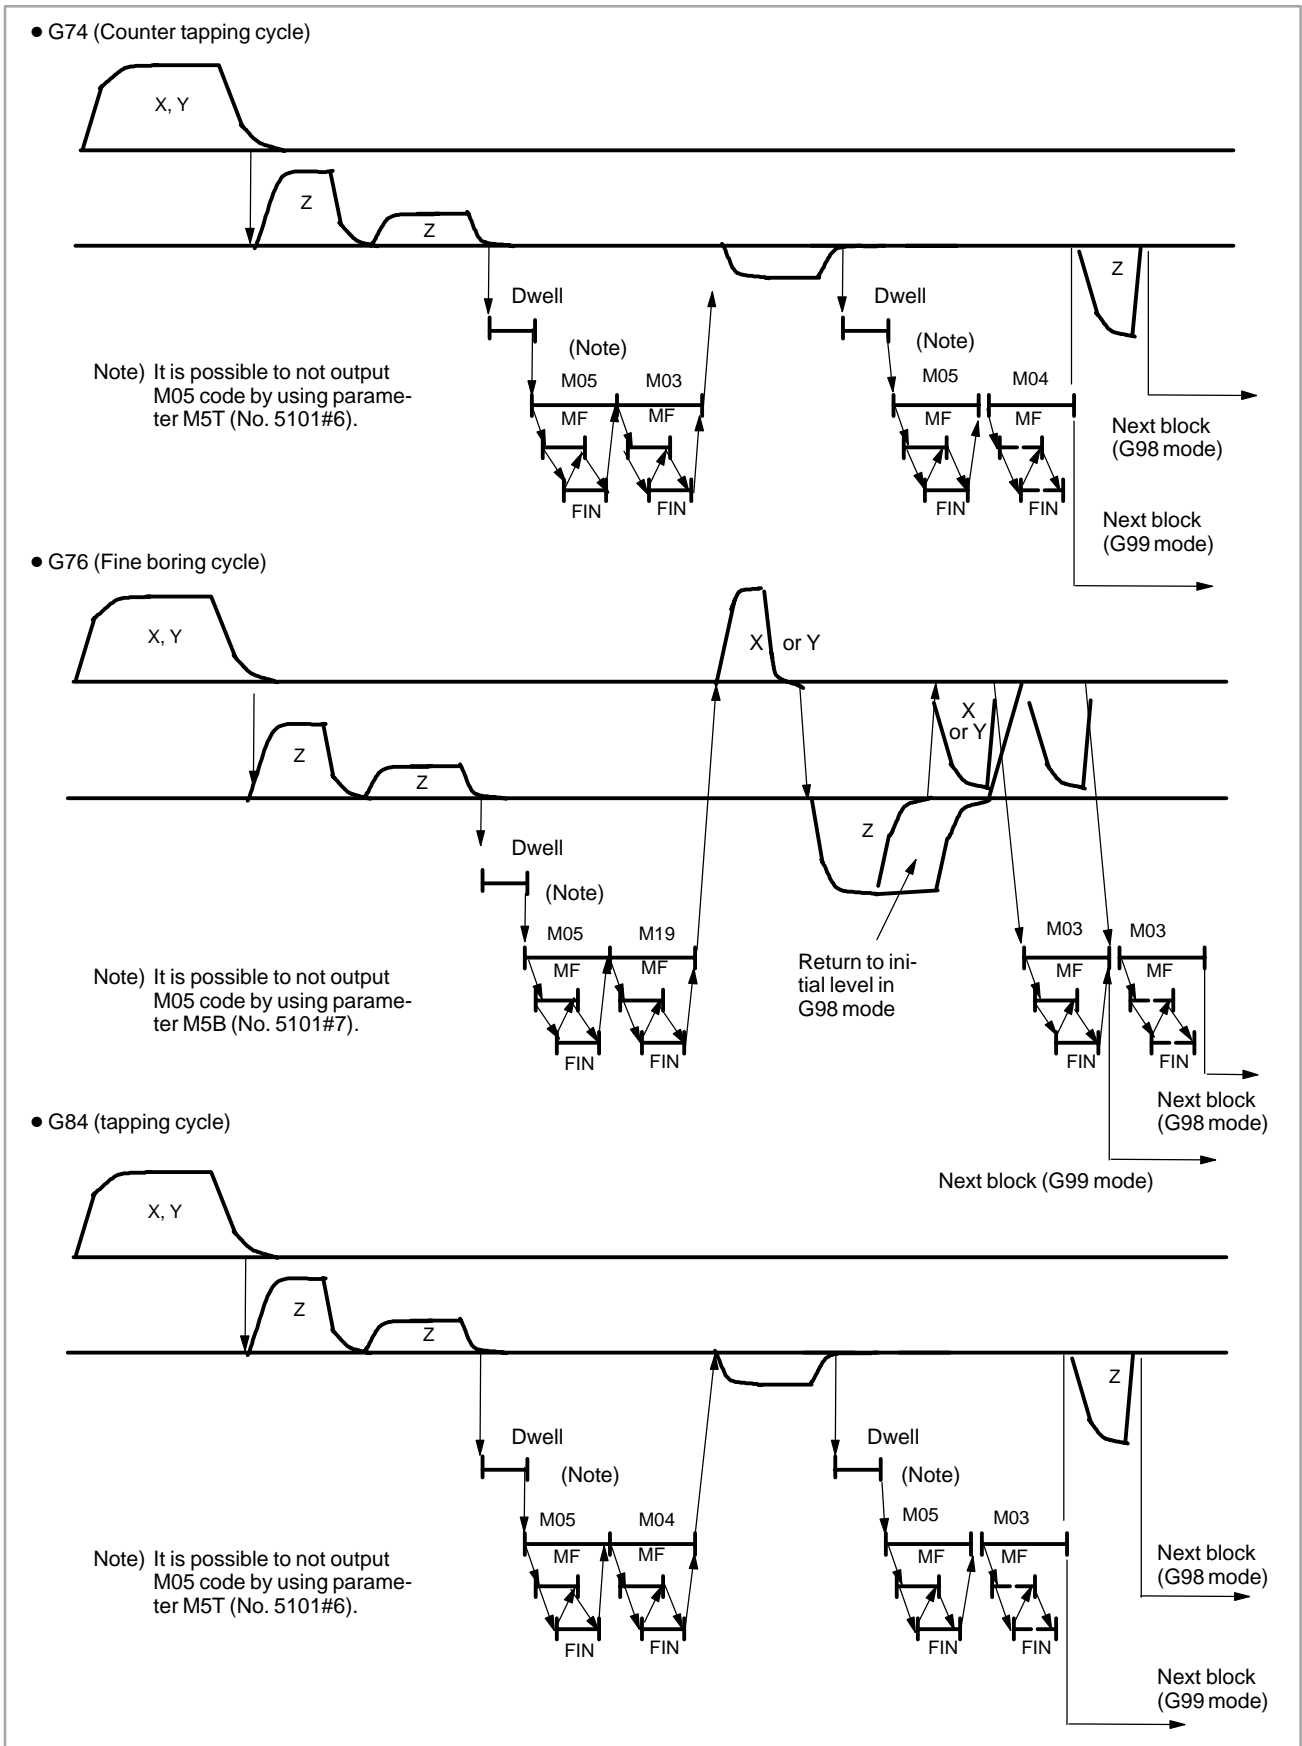 ● G74 (Counter tapping cycle)
X, Y
Z
Z
Z
Dwell
Dwell
(Note)
(Note)
Note) It is possible to not output
M05 code by using parame-
ter M5T (No. 5101#6).
M05
M03
M05
M04
MF
MF
MF
MF
FIN
FIN
FIN
FIN
Next block
(G98 mode)
Next block
(G99 mode)
● G76 (Fine boring cycle)
X, Y
X or Y
X
or Y
Z
Z
Z
Dwell
(Note)
M05
M19
M03
M03
Note) It is possible to not output
M05 code by using parame-
ter M5B (No. 5101#7).
MF
MF
Return to ini-
tial level in
G98 mode
MF
MF
FIN
FIN
FIN
FIN
Next block
(G98 mode)
Next block (G99 mode)
● G84 (tapping cycle)
X, Y
Z
Z
Z
Dwell
Dwell
(Note)
(Note)
M05
M04
M05
M03
Note) It is possible to not output
M05 code by using parame-
ter M5T (No. 5101#6).
MF
MF
MF
MF
FIN
FIN
FIN
FIN
Next block
(G98 mode)
Next block
(G99 mode)